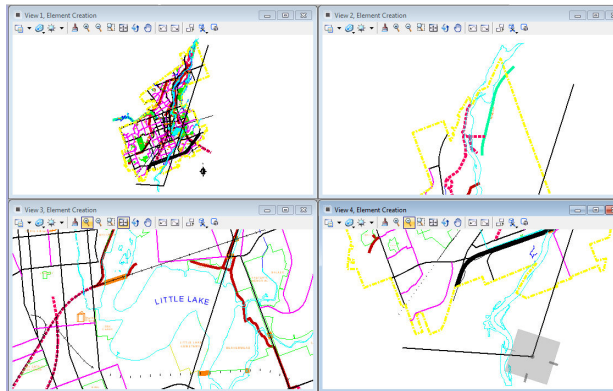 View 1, Element Creation
View 2, Element Creation
View 3, Element Creation
View 4, Element Creation
LITTLE LAKE